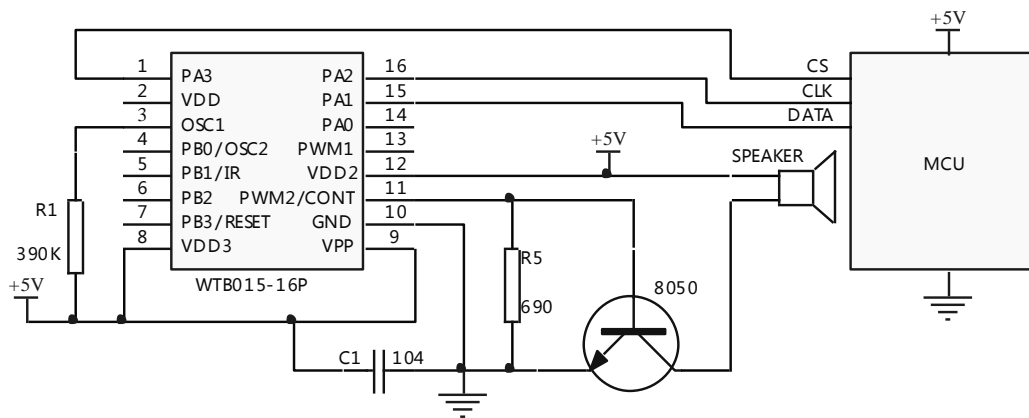 +5V
1
PA3
PA2
16
CS
2
VDD
PA1
15
CLK
3
OSC1
PA0
14
DATA
4
PB0/OSC2
PWM1
13
+5V
5
PB1/IR
VDD2
12
SPEAKER
MCU
6
PB2
PWM2/CONT
11
7
PB3/RESET
GND
10
8
VDD3
VPP
9
R1
390K
R5
690
+5V
WTB015-16P
8050
C1
104